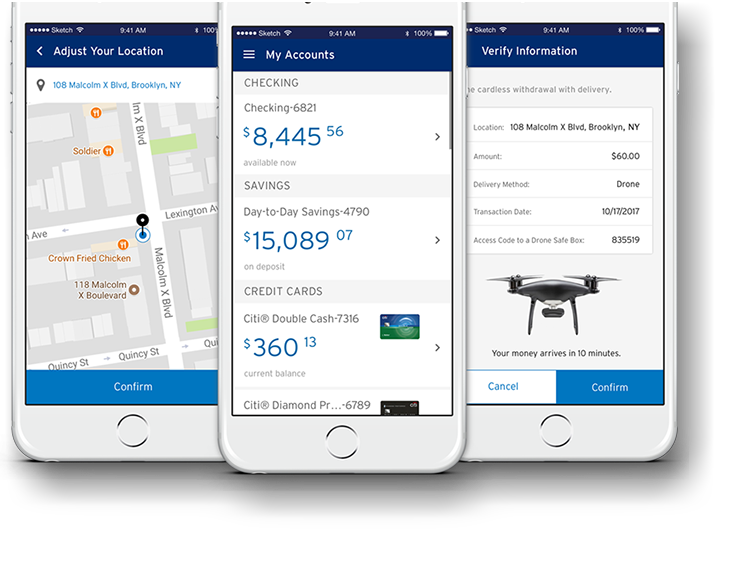 Sketch 9:41 AM 100%
Adjust Your Location
108 Malcolm X Blvd, Brooklyn, NY
Soldier
Malcolm X Blvd
Lexington Av
Ave
Crown Fried Chicken
118 Malcolm
X Boulevard
Malcolm X Blvd
Quincy St
Quincy St
Confirm
Sketch 9:41 AM 100%
My Accounts
CHECKING
Checking-6821
$8,445 56
available now
SAVINGS
Day-to-Day Savings-4790
$15,089 07
on deposit
CREDIT CARDS
Citi® Double Cash-7316
$360 13
current balance
Citi® Diamond Pr...-6789
citi
Sketch 9:41 AM 100%
Verify Information
cardless withdrawal with delivery.
Location: 108 Malcolm X Blvd, Brooklyn, NY
Amount: $60.00
Delivery Method: Drone
Transaction Date: 10/17/2017
Access Code to a Drone Safe Box: 835519
Your money arrives in 10 minutes.
Cancel Confirm